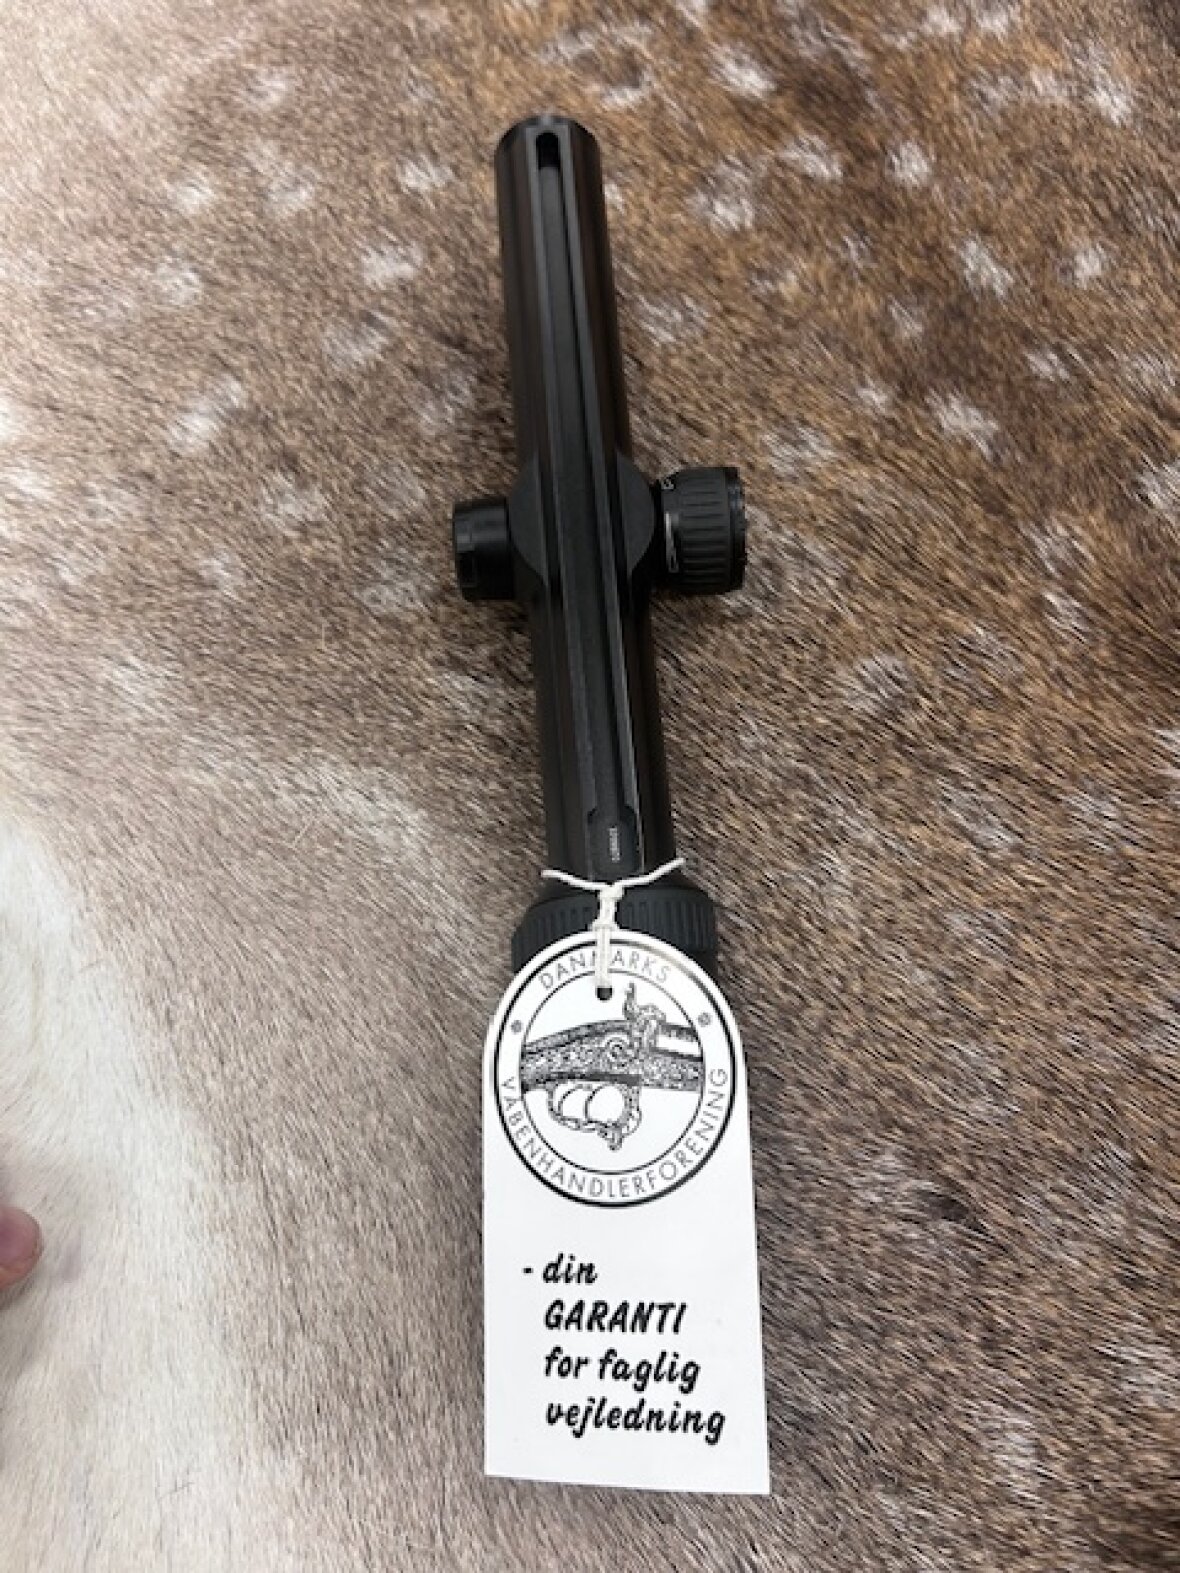 DANMARKS
VÅBENHANDLERFORENING
- din
GARANTI
for faglig
vejledning